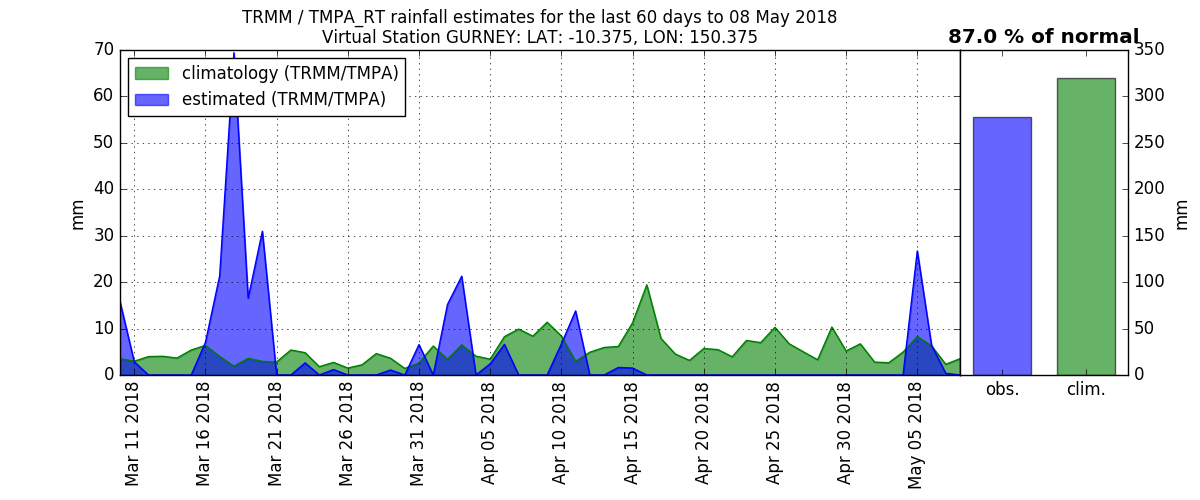 TRMM / TMPA_RT rainfall estimates for the last 60 days to 08 May 2018
Virtual Station GURNEY: LAT: -10.375, LON: 150.375
87.0 % of normal
climatology (TRMM/TMPA)
estimated (TRMM/TMPA)
70
60
50
40
30
20
10
0
mm
Mar 11 2018
Mar 16 2018
Mar 21 2018
Mar 26 2018
Mar 31 2018
Apr 05 2018
Apr 10 2018
Apr 15 2018
Apr 20 2018
Apr 25 2018
Apr 30 2018
May 05 2018
obs.
clim.
350
300
250
200
150
100
50
0
mm